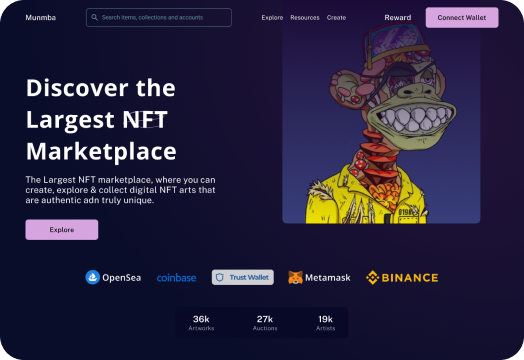 Munmba
Search items, collections and accounts
Explore Resources Create
Reward
Connect Wallet
Discover the
Largest NFT
Marketplace
The Largest NFT marketplace, where you can
create, explore & collect digital NFT arts that
are authentic adn truly unique.
Explore
OpenSea
coinbase
Trust Wallet
Metamask
BINANCE
36k
Artworks
27k
Auctions
19k
Artists